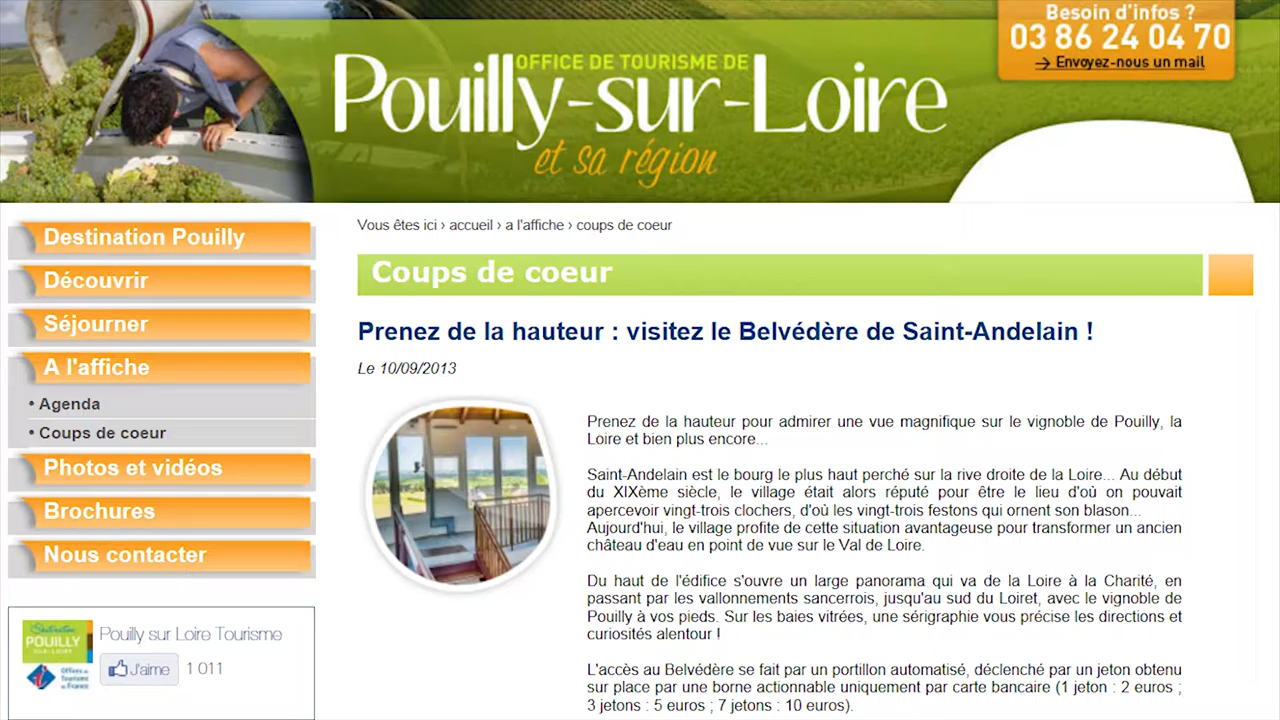 Besoin d'infos ?
03 86 24 04 70
→ Envoyez-nous un mail
OFFICE DE TOURISME DE
Pouilly-sur-Loire
et sa région
Vous êtes ici › accueil › a l'affiche › coups de coeur
Destination Pouilly
Découvrir
Séjourner
A l'affiche
• Agenda
• Coups de coeur
Photos et vidéos
Brochures
Nous contacter
Destination
POUILLY
SUR-LOIRE
Offices de
Tourisme de
France
Pouilly sur Loire Tourisme
J'aime 1 011
Coups de coeur
Prenez de la hauteur : visitez le Belvédère de Saint-Andelain !
Le 10/09/2013
Prenez de la hauteur pour admirer une vue magnifique sur le vignoble de Pouilly, la
Loire et bien plus encore...
Saint-Andelain est le bourg le plus haut perché sur la rive droite de la Loire... Au début
du XIXème siècle, le village était alors réputé pour être le lieu d'où on pouvait
apercevoir vingt-trois clochers, d'où les vingt-trois festons qui ornent son blason...
Aujourd'hui, le village profite de cette situation avantageuse pour transformer un ancien
château d'eau en point de vue sur le Val de Loire.
Du haut de l'édifice s'ouvre un large panorama qui va de la Loire à la Charité, en
passant par les vallonnements sancerrois, jusqu'au sud du Loiret, avec le vignoble de
Pouilly à vos pieds. Sur les baies vitrées, une sérigraphie vous précise les directions et
curiosités alentour !
L'accès au Belvédère se fait par un portillon automatisé, déclenché par un jeton obtenu
sur place par une borne actionnable uniquement par carte bancaire (1 jeton : 2 euros ;
3 jetons : 5 euros ; 7 jetons : 10 euros).